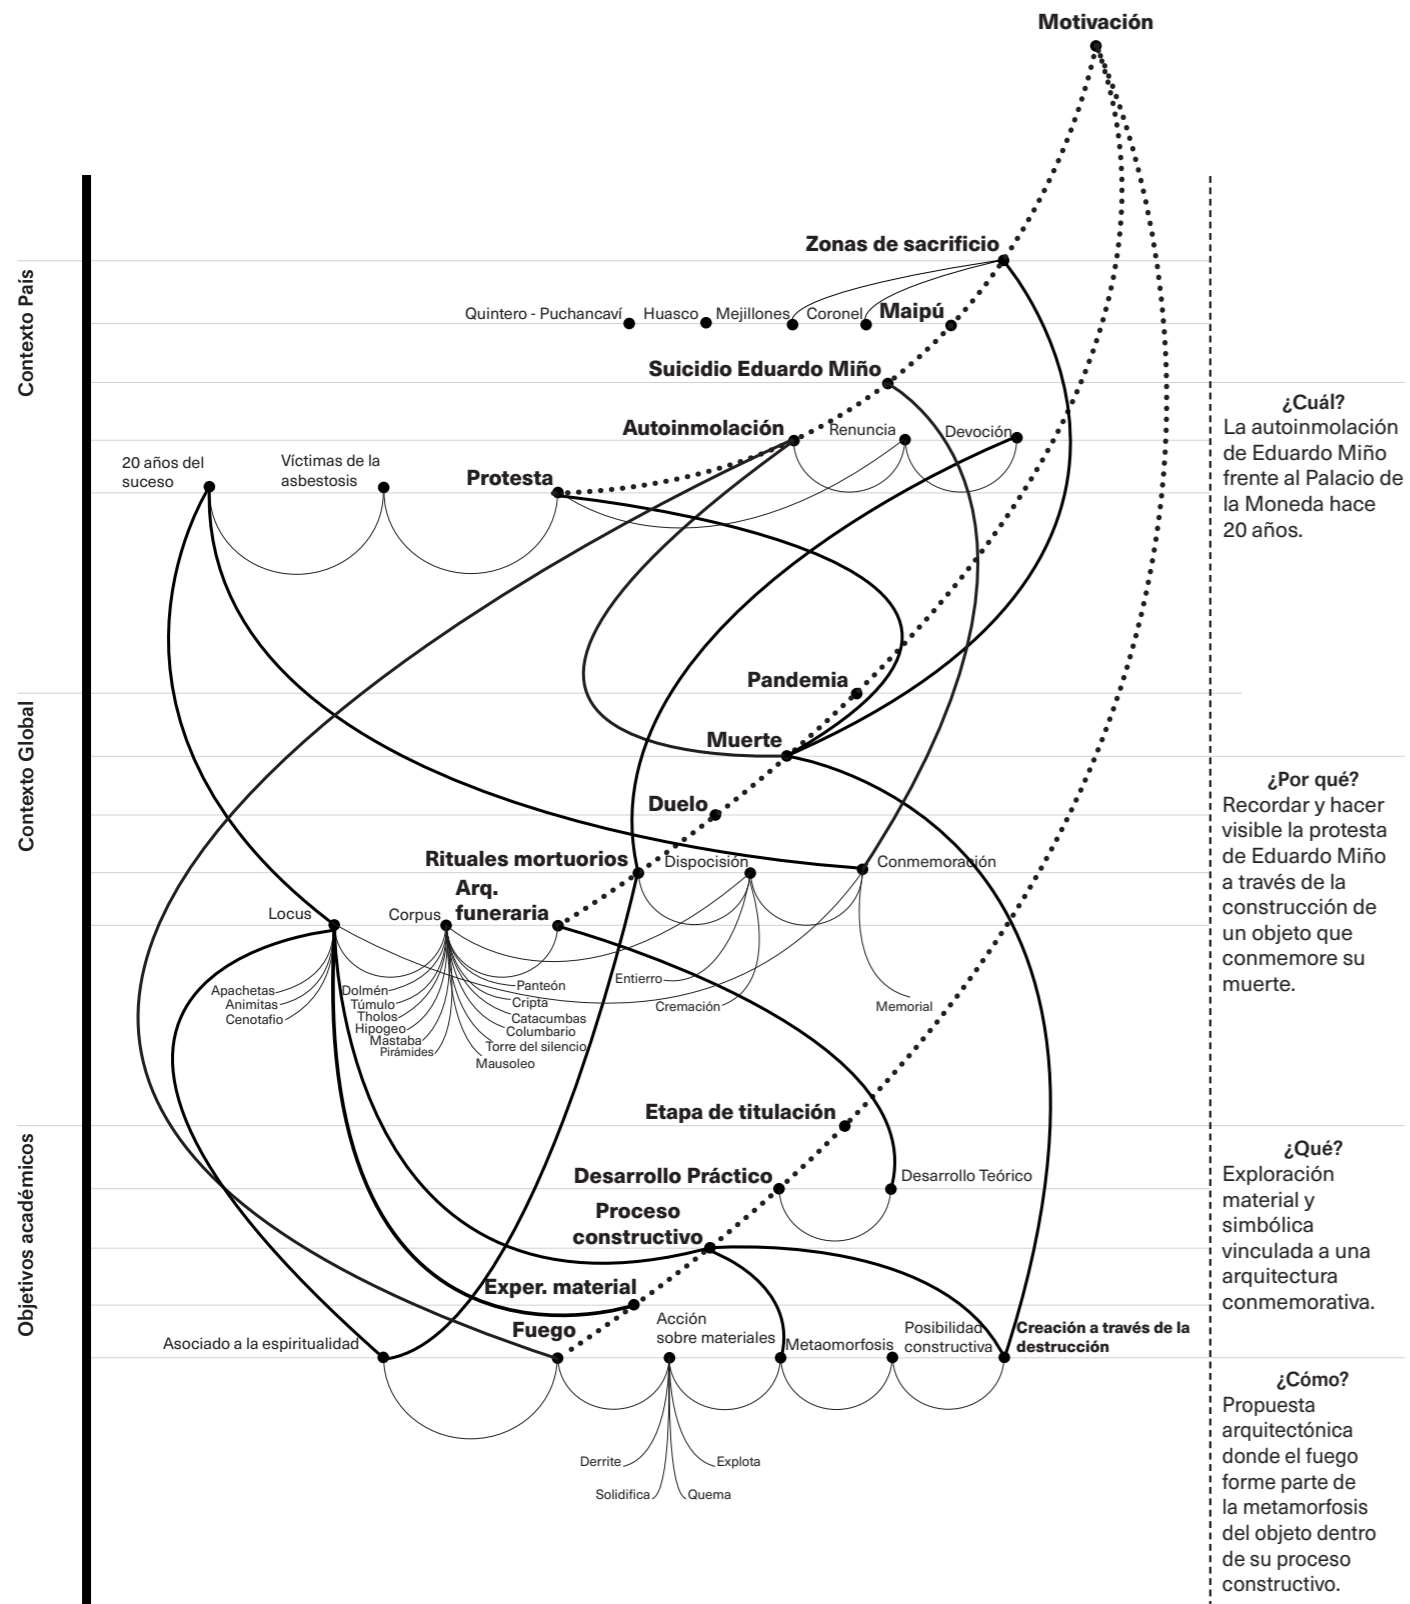 Motivación
Contexto País
Zonas de sacrificio
Quintero - Puchancaví
Huasco
Mejillones
Coronel
Maipú
Suicidio Eduardo Miño
Autoinmolación
Renuncia
Devoción
20 años del
suceso
Víctimas de la
asbestosis
Protesta
¿Cuál?
La autoinmolación
de Eduardo Miño
frente al Palacio de
la Moneda hace
20 años.
Contexto Global
Pandemia
Muerte
Duelo
Rituales mortuorios
Dispocisión
Conmemoración
Locus
Corpus
Arq.
funeraria
Apachetas
Animitas
Cenotafio
Dolmén
Túmulo
Tholos
Hipogeo
Mastaba
Pirámides
Panteón
Cripta
Catacumbas
Columbario
Torre del silencio
Mausoleo
Entierro
Cremación
Memorial
¿Por qué?
Recordar y hacer
visible la protesta
de Eduardo Miño
a través de la
construcción de
un objeto que
conmemore su
muerte.
Objetivos académicos
Etapa de titulación
Desarrollo Práctico
Desarrollo Teórico
Proceso
constructivo
Exper. material
Fuego
Asociado a la espiritualidad
Acción
sobre materiales
Metaomorfosis
Posibilidad
constructiva
Creación a través de la
destrucción
Derrite
Solidifica
Explota
Quema
¿Qué?
Exploración
material y
simbólica
vinculada a una
arquitectura
conmemorativa.
¿Cómo?
Propuesta
arquitectónica
donde el fuego
forme parte de
la metamorfosis
del objeto dentro
de su proceso
constructivo.